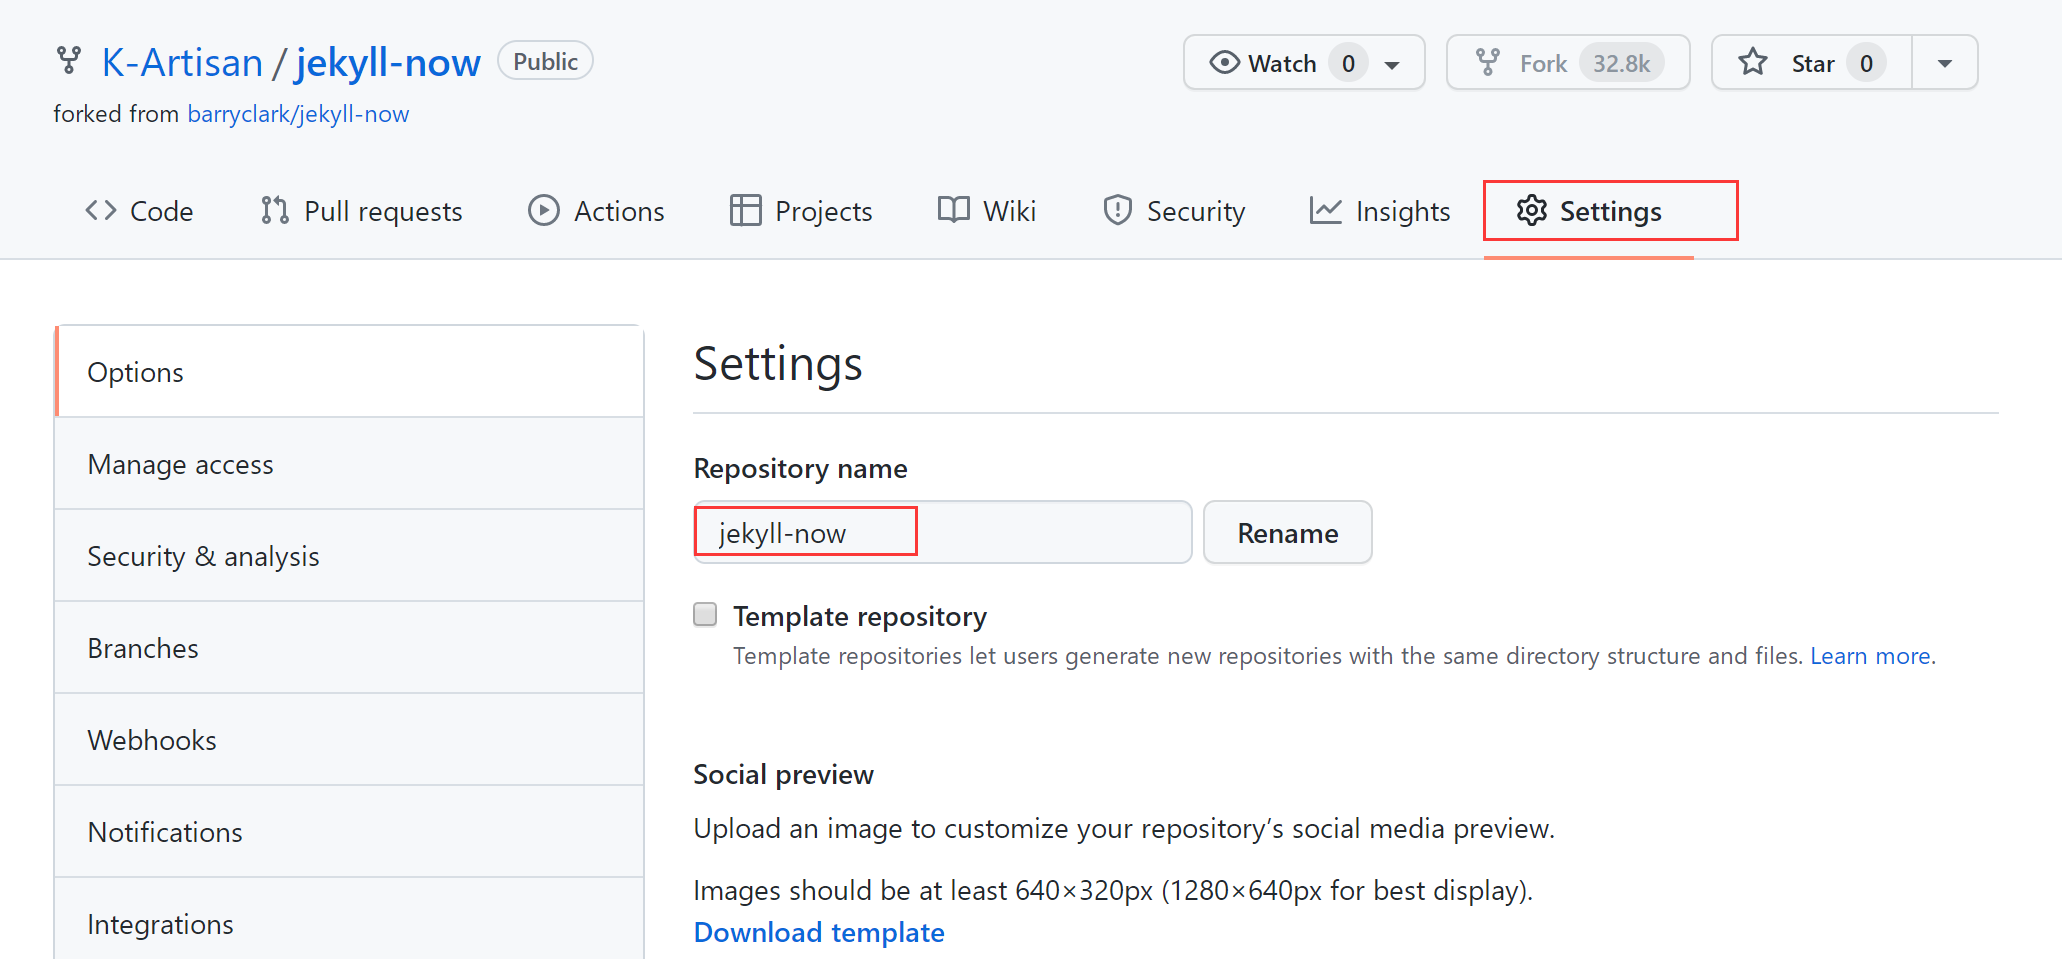 K-Artisan / jekyll-now Public Watch 0 Fork 32.8k Star 0
forked from barryclark/jekyll-now
Code Pull requests Actions Projects Wiki Security Insights Settings
Options
Manage access
Security & analysis
Branches
Webhooks
Notifications
Integrations
Settings
Repository name
jekyll-now Rename
Template repository
Template repositories let users generate new repositories with the same directory structure and files. Learn more.
Social preview
Upload an image to customize your repository’s social media preview.
Images should be at least 640×320px (1280×640px for best display).
Download template